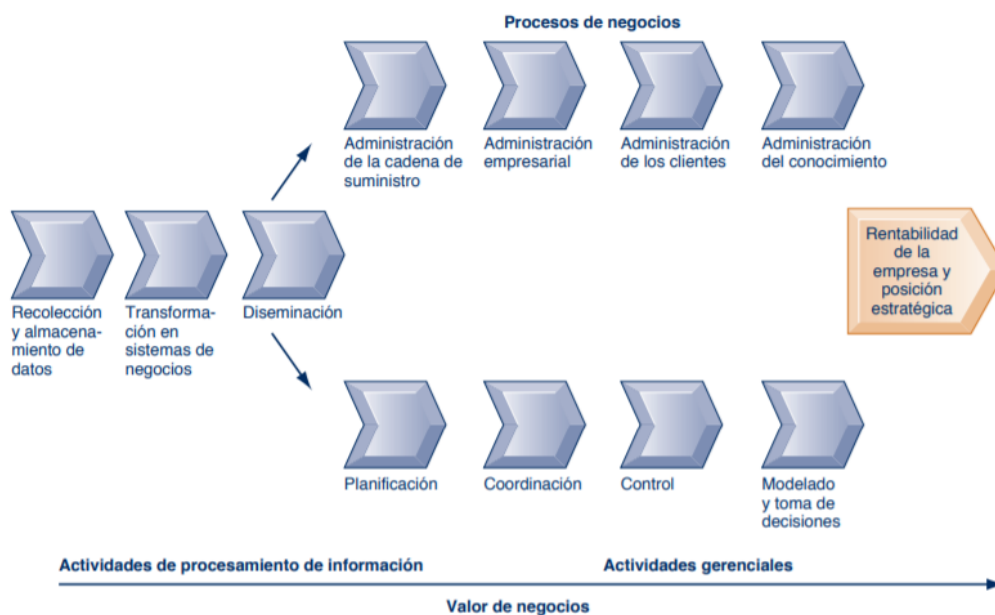 Procesos de negocios
Administración
de la cadena de
suministro
Administración
empresarial
Administración
de los clientes
Administración
del conocimiento
Recolección
y almacena-
miento de
datos
Transforma-
ción en
sistemas de
negocios
Diseminación
Rentabilidad
de la
empresa y
posición
estratégica
Planificación
Coordinación
Control
Modelado
y toma de
decisiones
Actividades de procesamiento de información
Actividades gerenciales
Valor de negocios